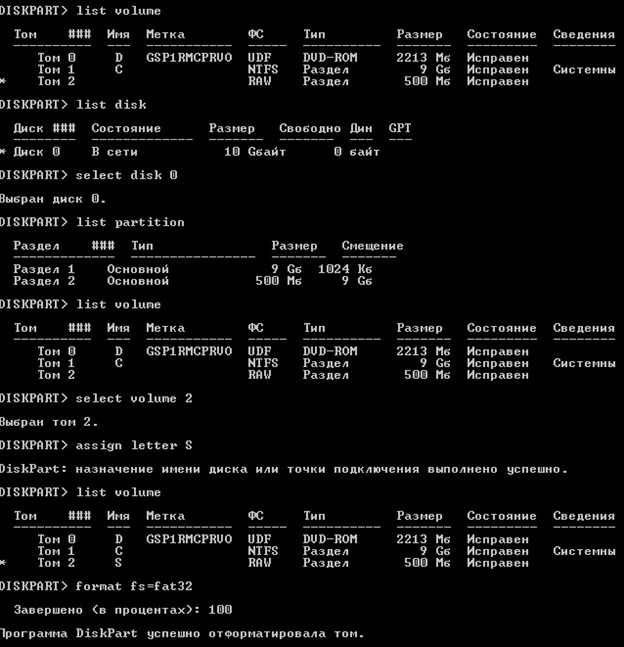 DISKPART> list volume
Том ### Имя Метка ФС Тип Размер Состояние Сведения
Том 0 D GSP1RMCPRVO UDF DVD-ROM 2213 Мб Исправен
Том 1 C NTFS Раздел 9 Gб Исправен Системны
* Том 2 RAW Раздел 500 Мб Исправен
DISKPART> list disk
Диск ### Состояние Размер Свободно Дин GPT
* Диск 0 В сети 10 Gбайт 0 байт
DISKPART> select disk 0
Выбран диск 0.
DISKPART> list partition
Раздел ### Тип Размер Смещение
Раздел 1 Основной 9 Gб 1024 Кб
Раздел 2 Основной 500 Мб 9 Gб
DISKPART> list volume
Том ### Имя Метка ФС Тип Размер Состояние Сведения
Том 0 D GSP1RMCPRVO UDF DVD-ROM 2213 Мб Исправен
Том 1 C NTFS Раздел 9 Gб Исправен Системны
Том 2 RAW Раздел 500 Мб Исправен
DISKPART> select volume 2
Выбран том 2.
DISKPART> assign letter S
DiskPart: назначение имени диска или точки подключения выполнено успешно.
DISKPART> list volume
Том ### Имя Метка ФС Тип Размер Состояние Сведения
Том 0 D GSP1RMCPRVO UDF DVD-ROM 2213 Мб Исправен
Том 1 C NTFS Раздел 9 Gб Исправен Системны
* Том 2 S RAW Раздел 500 Мб Исправен
DISKPART> format fs=fat32
Завершено (в процентах): 100
Программа DiskPart успешно отформатировала том.